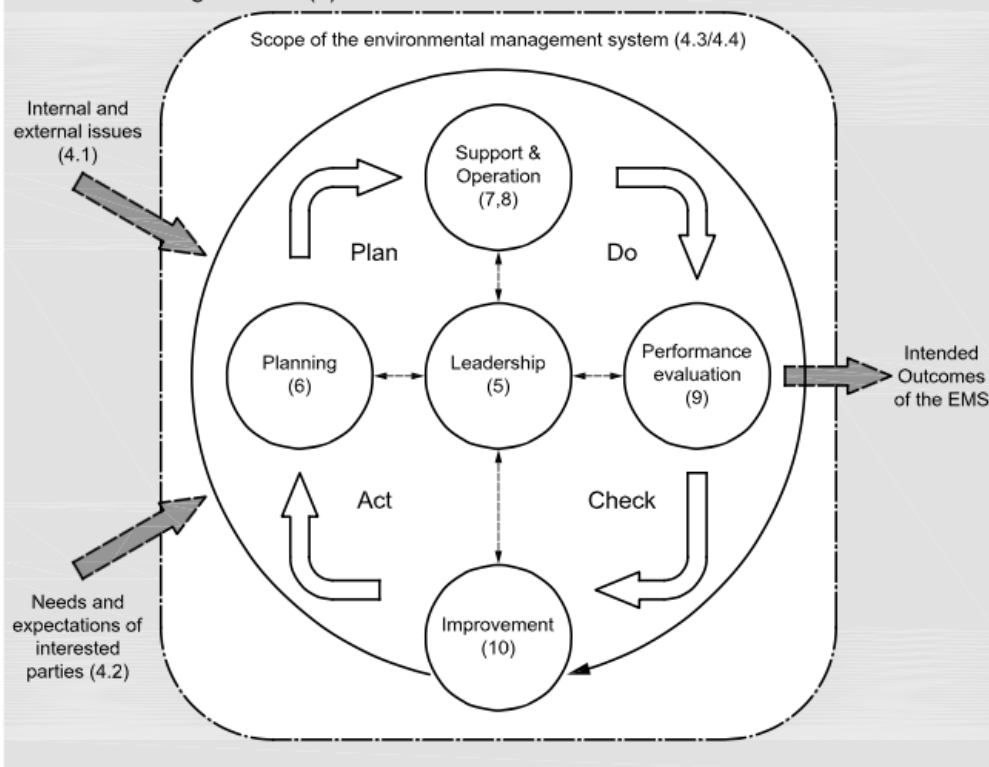 Scope of the environmental management system (4.3/4.4)
Internal and
external issues
(4.1)
Support &
Operation
(7,8)
Plan
Do
Planning
(6)
Leadership
(5)
Performance
evaluation
(9)
Intended
Outcomes
of the EMS
Act
Check
Needs and
expectations of
interested
parties (4.2)
Improvement
(10)